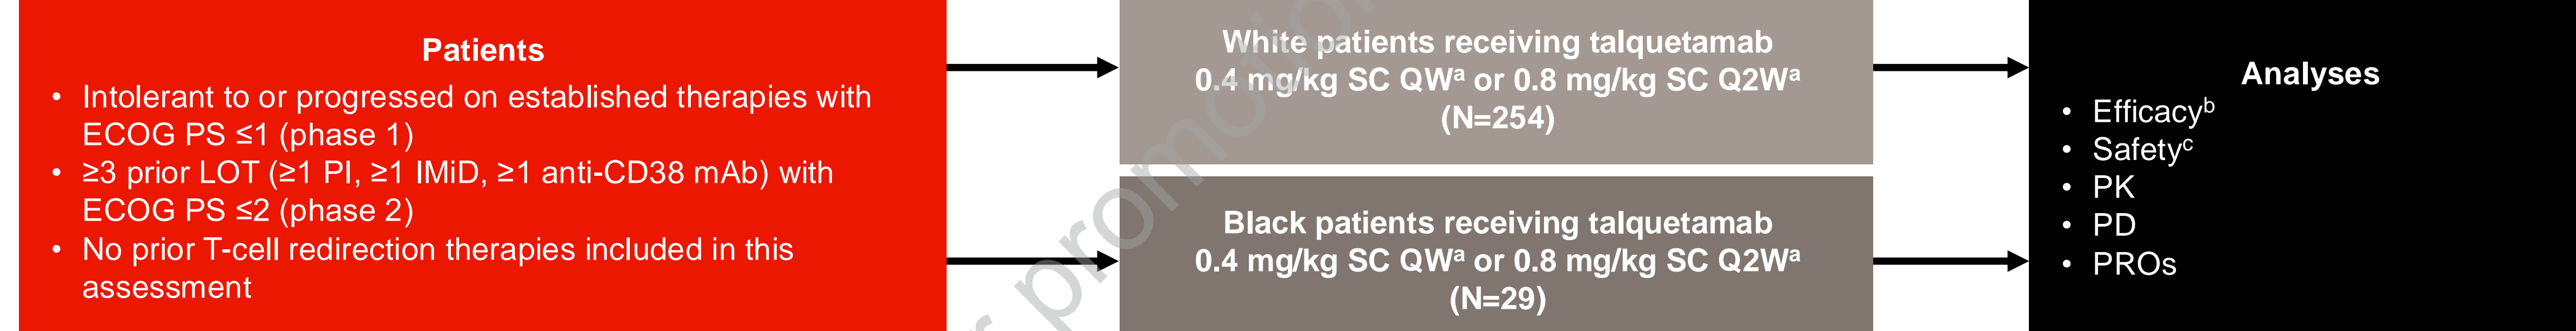 Patients
• Intolerant to or progressed on established therapies with
ECOG PS ≤1 (phase 1)
• ≥3 prior LOT (≥1 PI, ≥1 IMiD, ≥1 anti-CD38 mAb) with
ECOG PS ≤2 (phase 2)
• No prior T-cell redirection therapies included in this
assessment
White patients receiving talquetamab
0.4 mg/kg SC QWᵃ or 0.8 mg/kg SC Q2Wᵃ
(N=254)
Black patients receiving talquetamab
0.4 mg/kg SC QWᵃ or 0.8 mg/kg SC Q2Wᵃ
(N=29)
Analyses
• Efficacyᵇ
• Safetyᶜ
• PK
• PD
• PROs